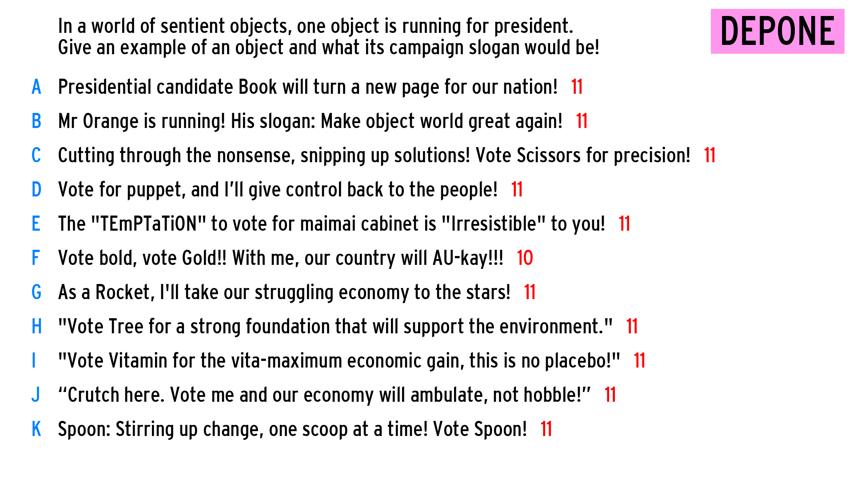 In a world of sentient objects, one object is running for president.
Give an example of an object and what its campaign slogan would be!
DEPONE
A Presidential candidate Book will turn a new page for our nation! 11
B Mr Orange is running! His slogan: Make object world great again! 11
C Cutting through the nonsense, snipping up solutions! Vote Scissors for precision! 11
D Vote for puppet, and I’ll give control back to the people! 11
E The "TEmPTaTiON" to vote for maimai cabinet is "Irresistible" to you! 11
F Vote bold, vote Gold!! With me, our country will AU-kay!!! 10
G As a Rocket, I'll take our struggling economy to the stars! 11
H "Vote Tree for a strong foundation that will support the environment." 11
I "Vote Vitamin for the vita-maximum economic gain, this is no placebo!" 11
J “Crutch here. Vote me and our economy will ambulate, not hobble!” 11
K Spoon: Stirring up change, one scoop at a time! Vote Spoon! 11